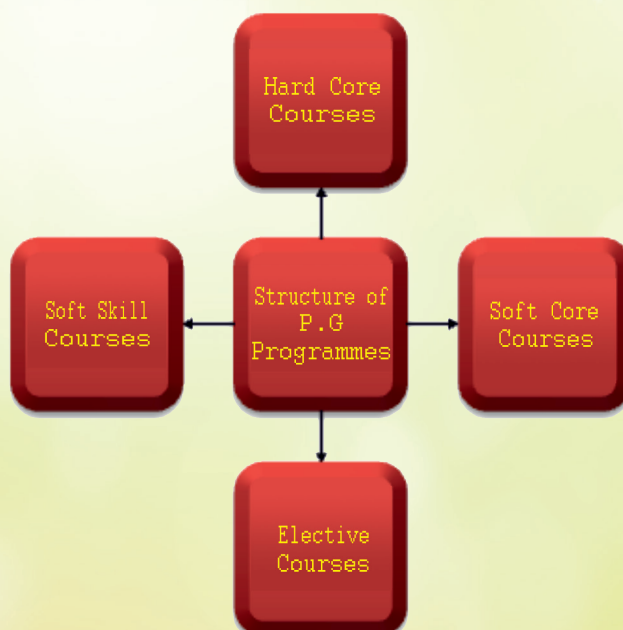 Hard Core
Courses
Soft Skill
Courses
Structure of
P.G
Programmes
Soft Core
Courses
Elective
Courses